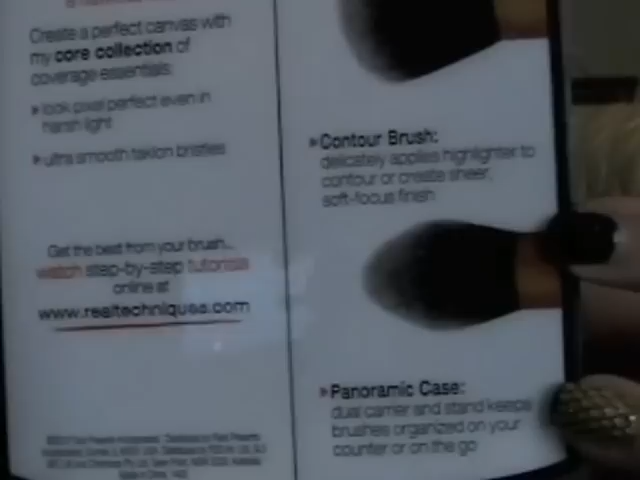 Create a perfect canvas with
my core collection of
coverage essentials:
▸look pixel perfect even in
harsh light
▸ultra smooth taklon bristles
Get the best from your brush...
watch step-by-step tutorials
online at
www.realtechniques.com
▸Contour Brush:
delicately applies highlighter to
contour or create sheer,
soft-focus finish
▸Panoramic Case:
dual carrier and stand keeps
brushes organized on your
counter or on the go